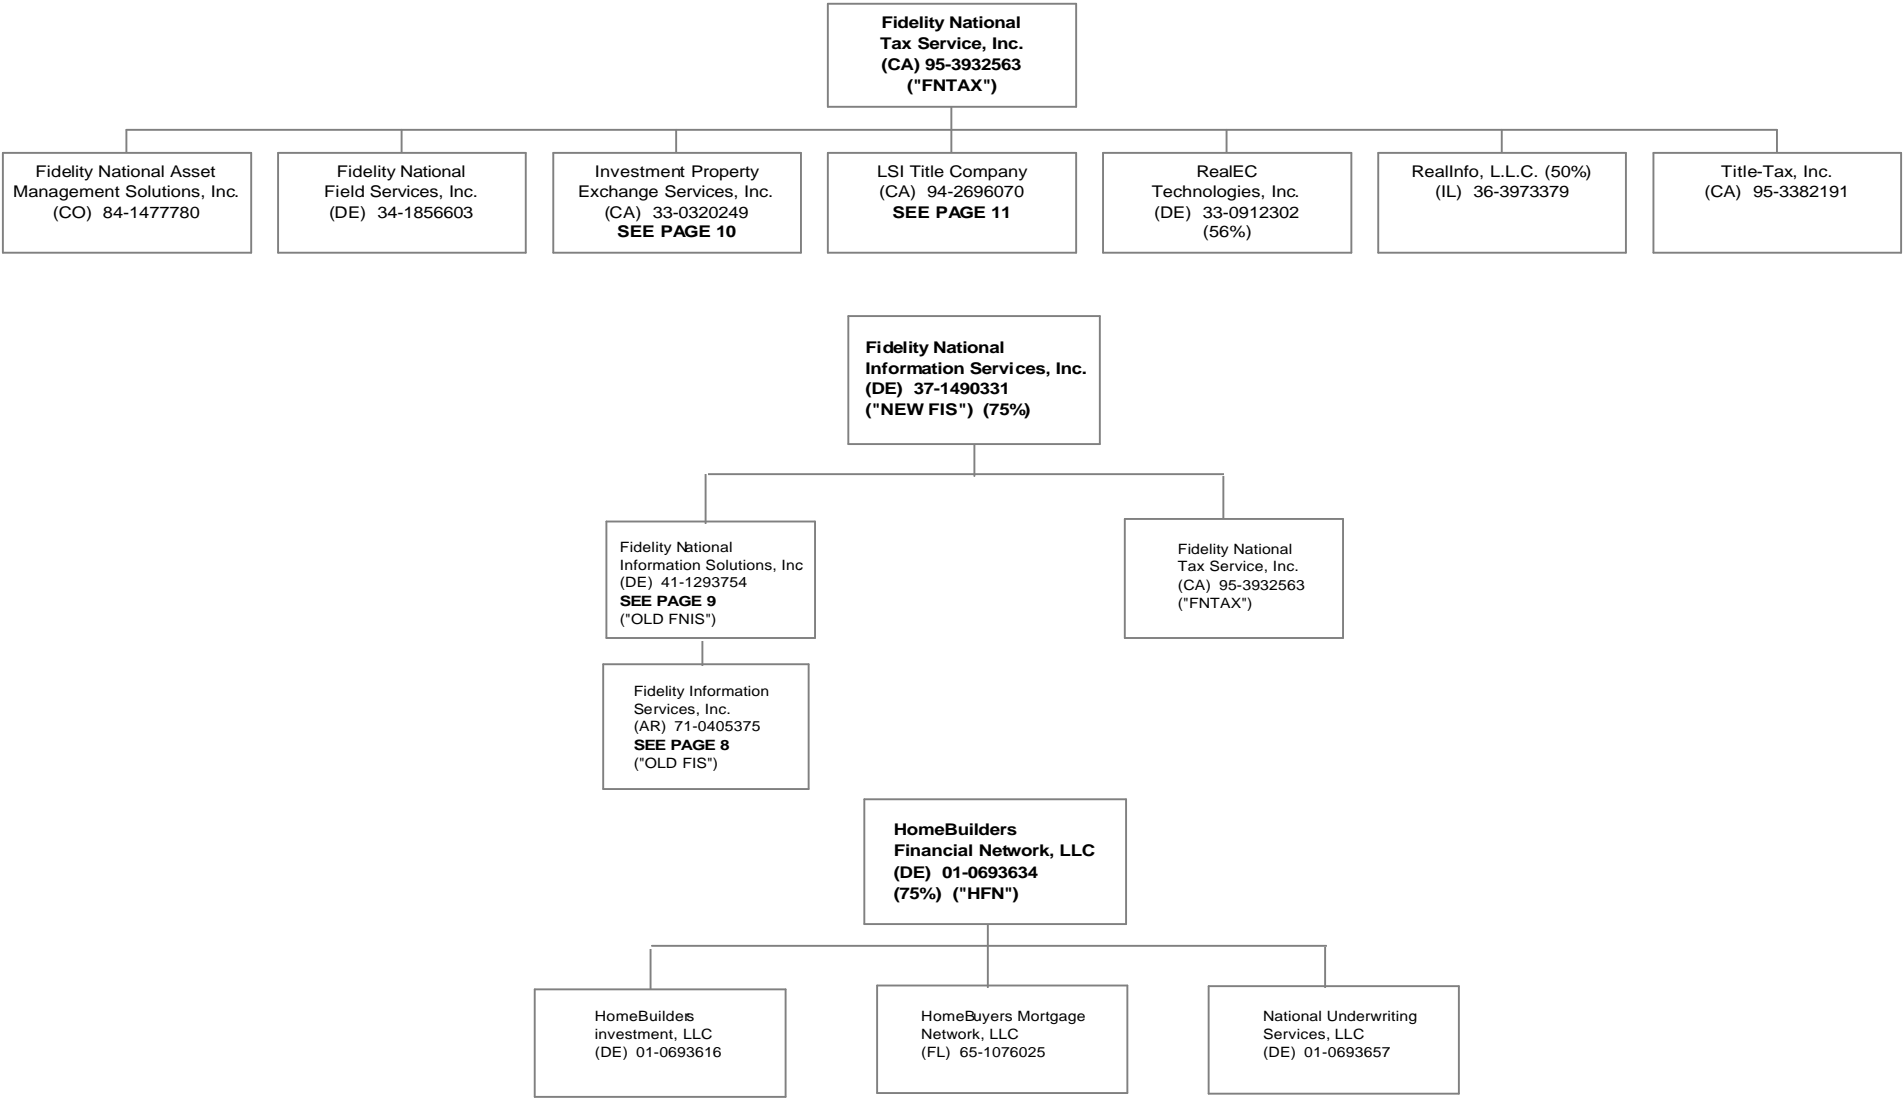 Fidelity National
Tax Service, Inc.
(CA) 95-3932563
("FNTAX")
Fidelity National Asset
Management Solutions, Inc.
(CO) 84-1477780
Fidelity National
Field Services, Inc.
(DE) 34-1856603
Investment Property
Exchange Services, Inc.
(CA) 33-0320249
SEE PAGE 10
LSI Title Company
(CA) 94-2696070
SEE PAGE 11
RealEC
Technologies, Inc.
(DE) 33-0912302
(56%)
RealInfo, L.L.C. (50%)
(IL) 36-3973379
Title-Tax, Inc.
(CA) 95-3382191
Fidelity National
Information Services, Inc.
(DE) 37-1490331
("NEW FIS") (75%)
Fidelity National
Information Solutions, Inc
(DE) 41-1293754
SEE PAGE 9
("OLD FNIS")
Fidelity National
Tax Service, Inc.
(CA) 95-3932563
("FNTAX")
Fidelity Information
Services, Inc.
(AR) 71-0405375
SEE PAGE 8
("OLD FIS")
HomeBuilders
Financial Network, LLC
(DE) 01-0693634
(75%) ("HFN")
HomeBuilders
investment, LLC
(DE) 01-0693616
HomeBuyers Mortgage
Network, LLC
(FL) 65-1076025
National Underwriting
Services, LLC
(DE) 01-0693657